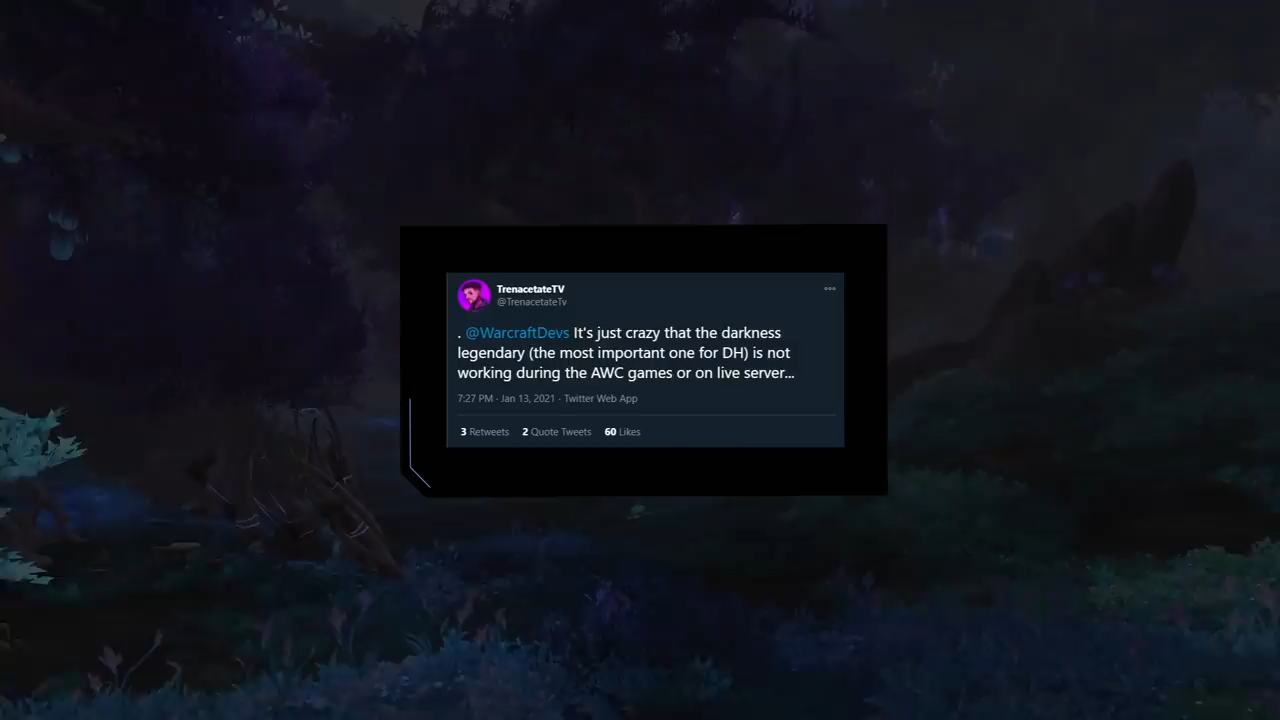 TrenacetateTV
@TrenacetateTv
. @WarcraftDevs It's just crazy that the darkness
legendary (the most important one for DH) is not
working during the AWC games or on live server...
7:27 PM · Jan 13, 2021 · Twitter Web App
3 Retweets 2 Quote Tweets 60 Likes